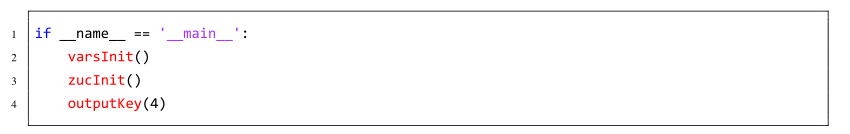 1 if __name__ == '__main__':
2     varsInit()
3     zucInit()
4     outputKey(4)